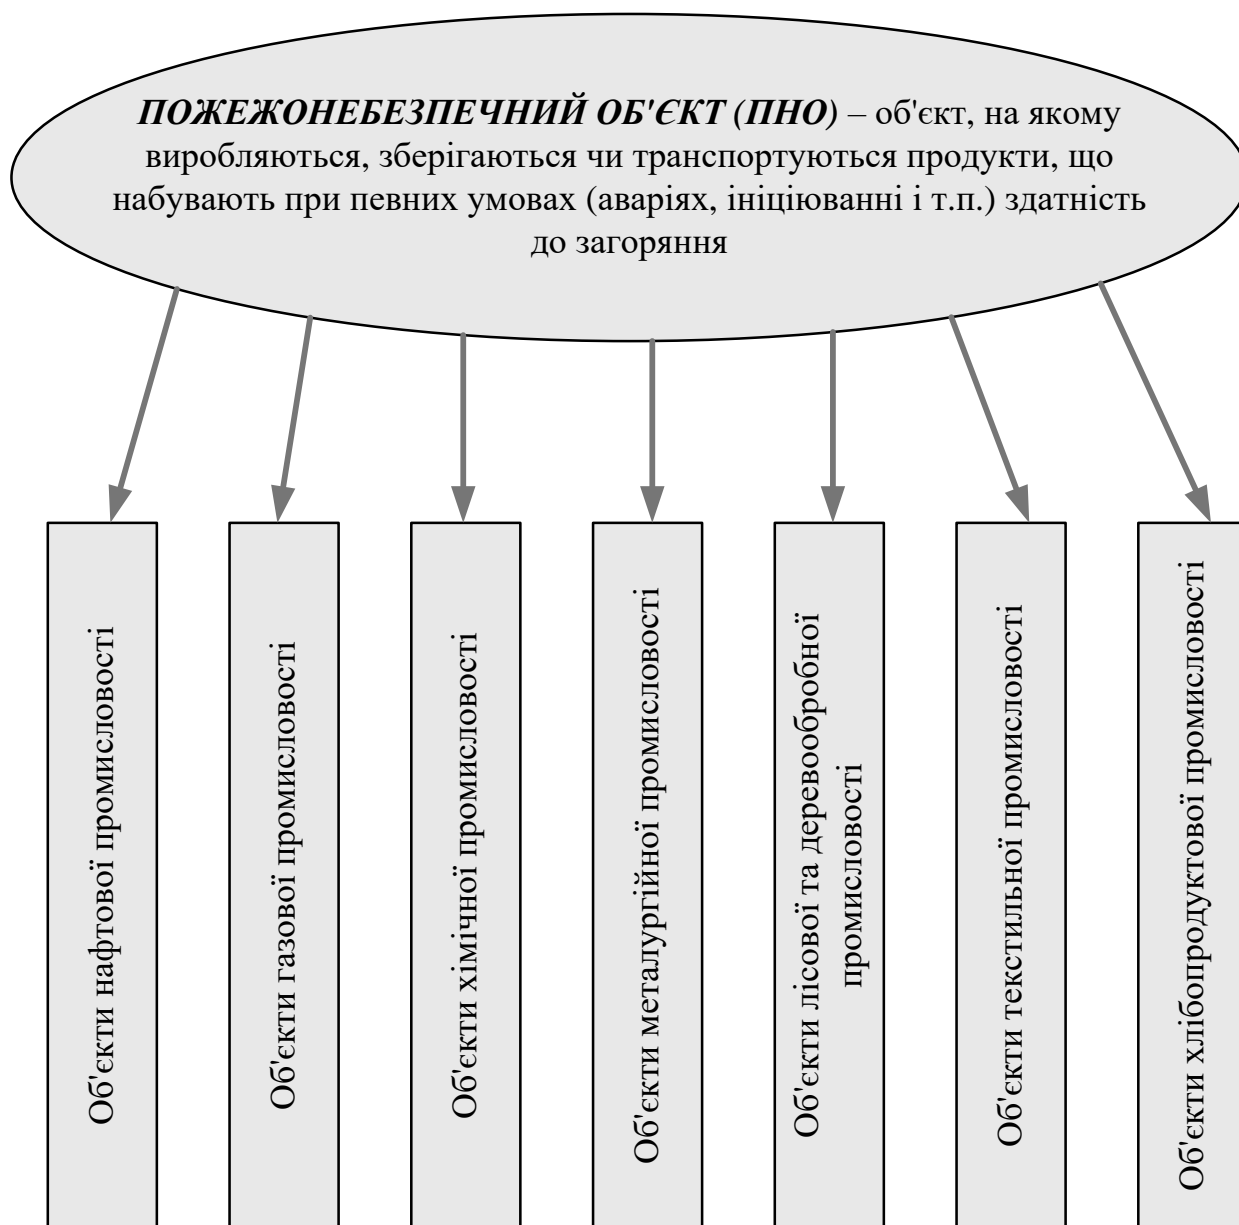 ПОЖЕЖОНЕБЕЗПЕЧНИЙ ОБ'ЄКТ (ПНО) – об'єкт, на якому
виробляються, зберігаються чи транспортуються продукти, що
набувають при певних умовах (аваріях, ініціюванні і т.п.) здатність
до загоряння
Об'єкти нафтової промисловості
Об'єкти газової промисловості
Об'єкти хімічної промисловості
Об'єкти металургійної промисловості
Об'єкти лісової та деревообробної
промисловості
Об'єкти текстильної промисловості
Об'єкти хлібопродуктової промисловості